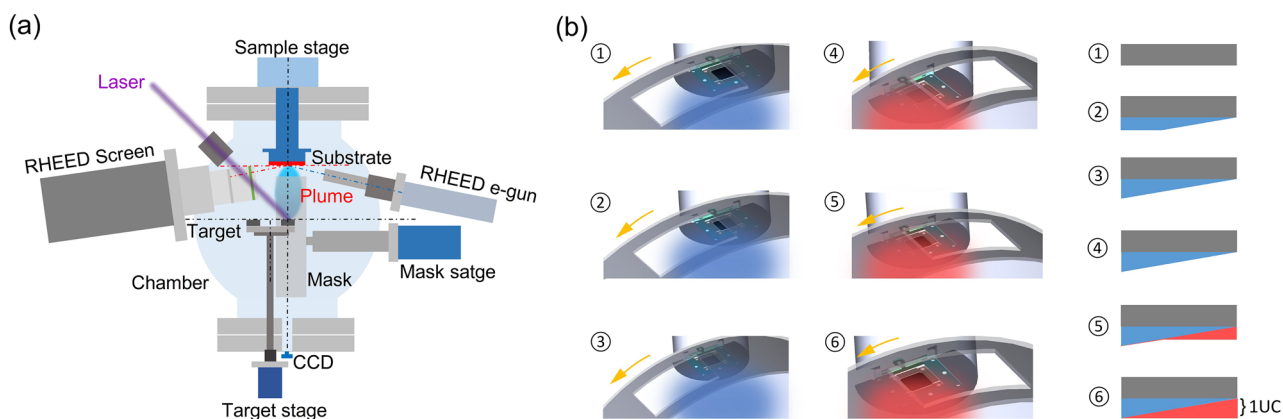 (a)
Sample stage
Laser
RHEED Screen
Substrate
RHEED e-gun
Plume
Target
Mask satge
Chamber
Mask
CCD
Target stage
(b)
① ④ ①
②
③
② ⑤
④
③ ⑥
⑤
⑥ }1UC